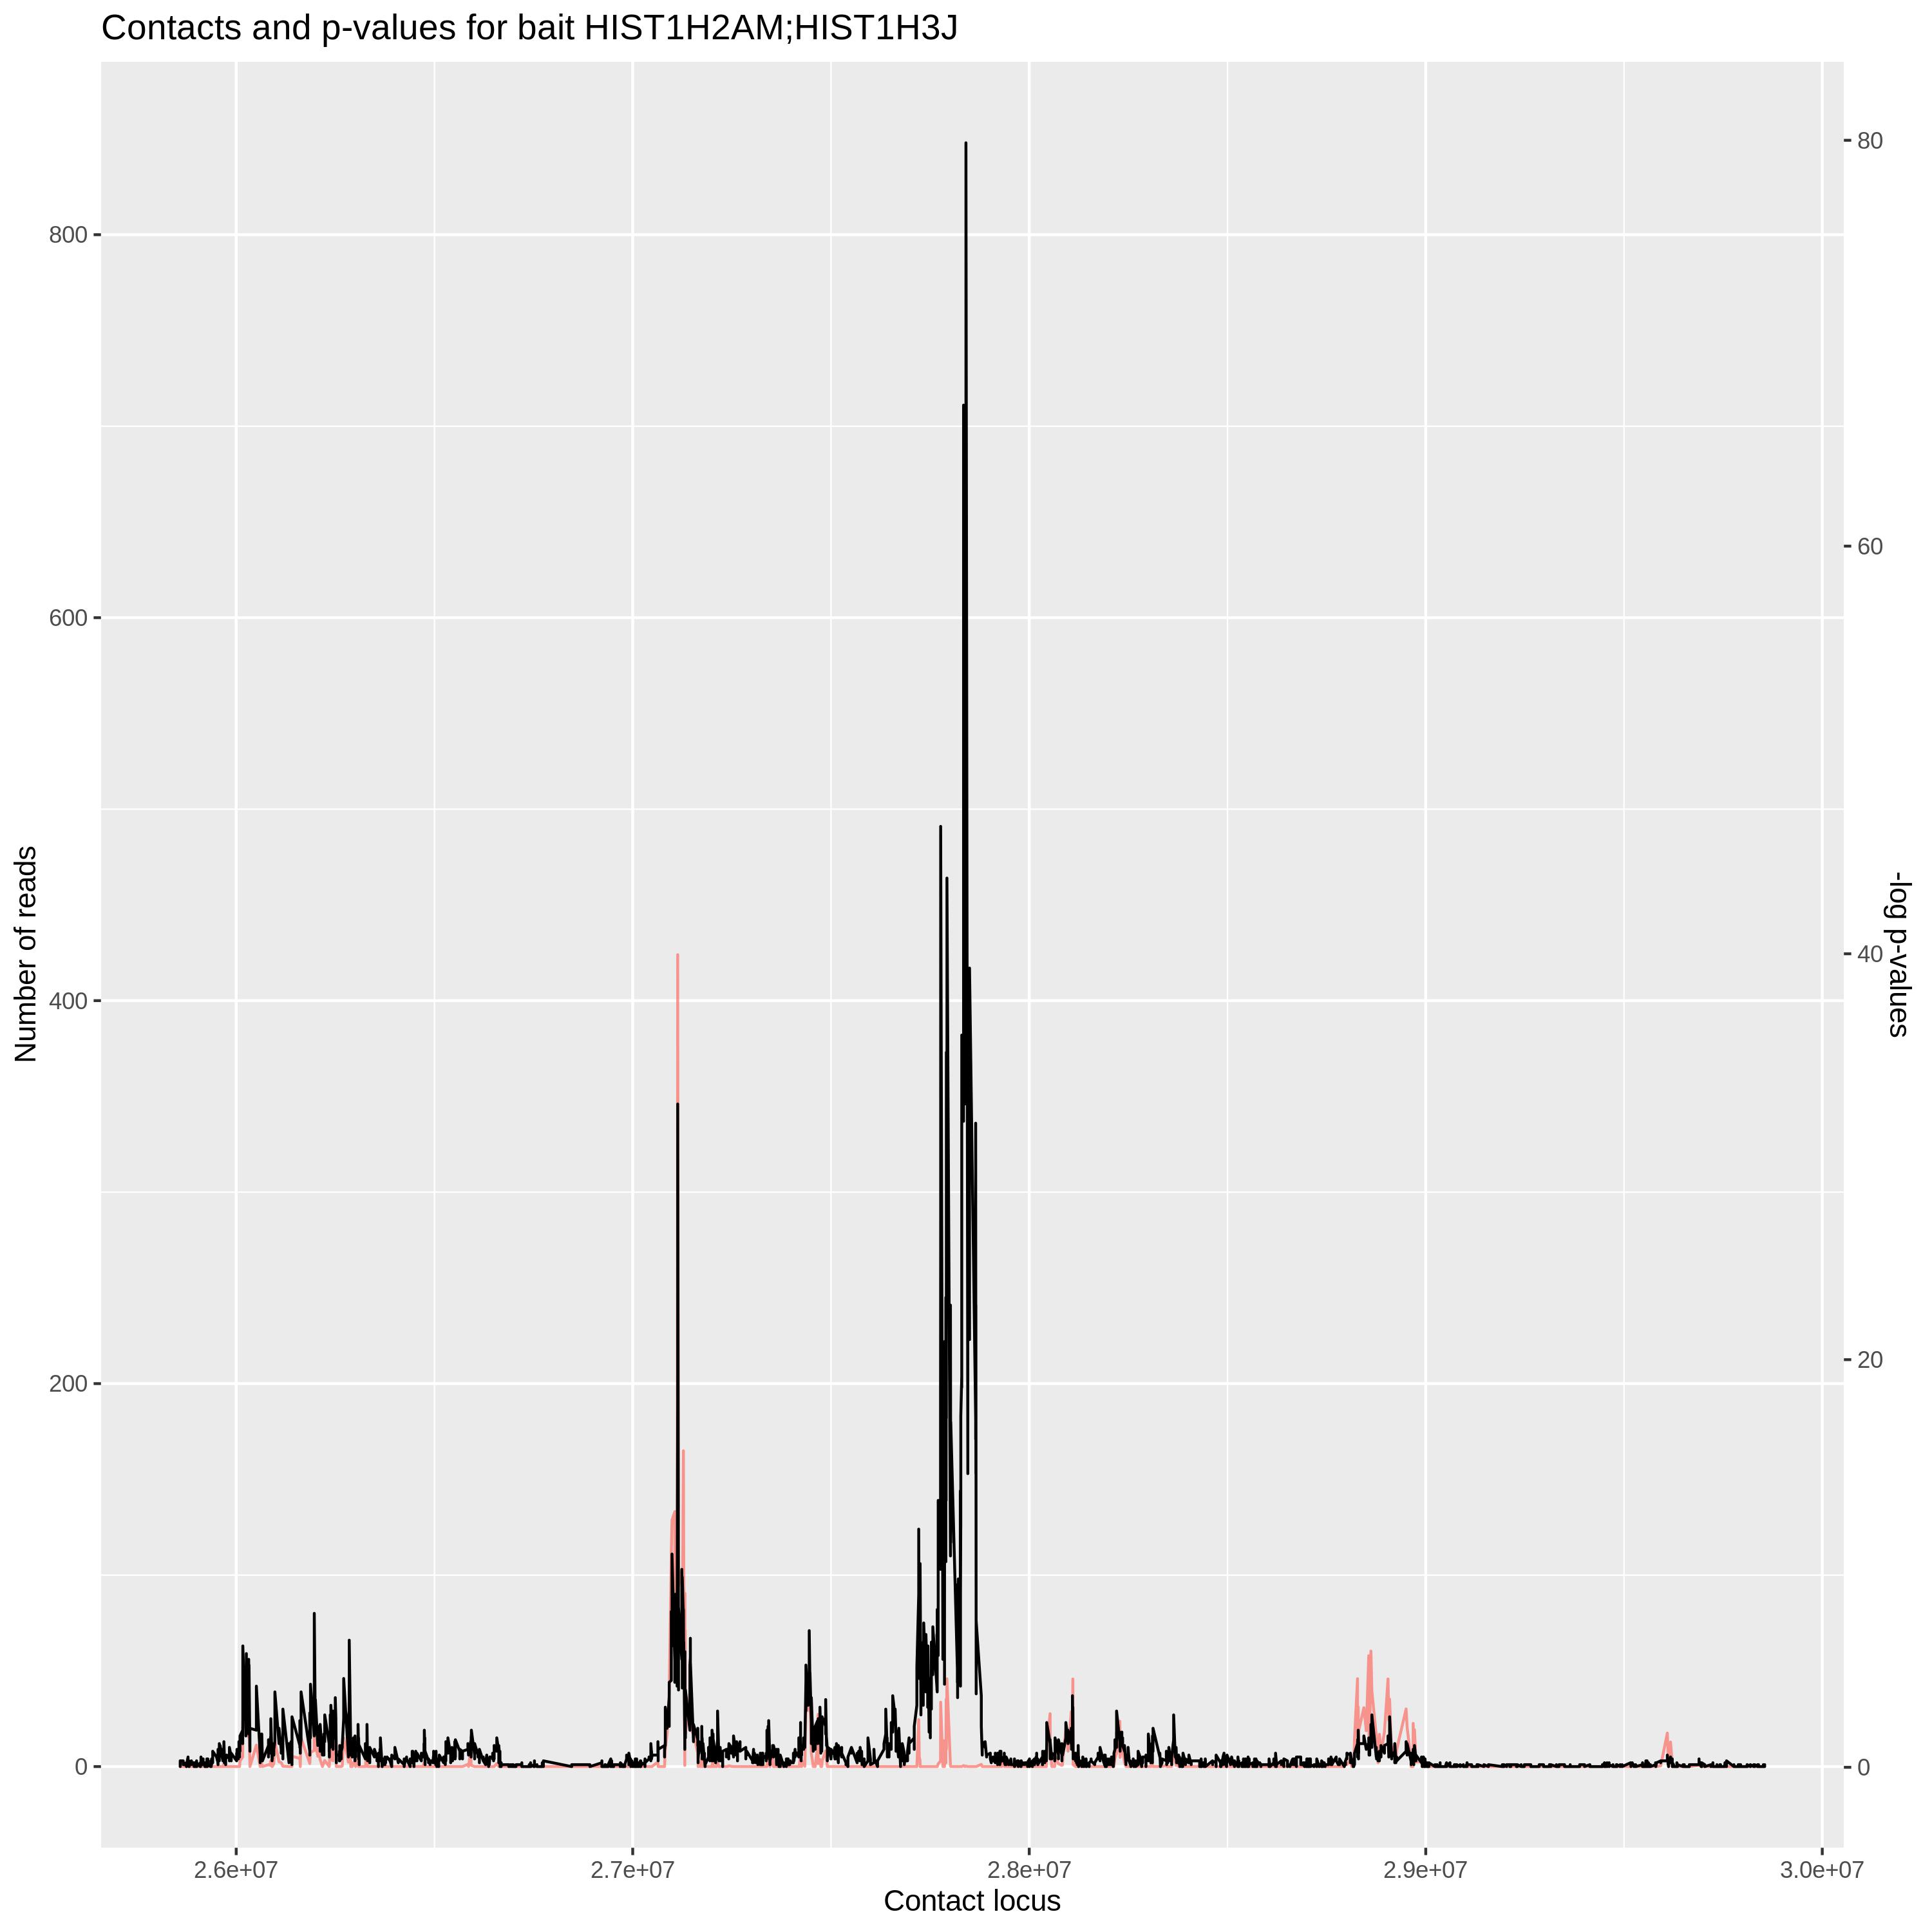 Contacts and p-values for bait HIST1H2AM;HIST1H3J
800
600
400
200
0
Number of reads
80
60
40
20
0
-log p-values
2.6e+07 2.7e+07 2.8e+07 2.9e+07 3.0e+07
Contact locus